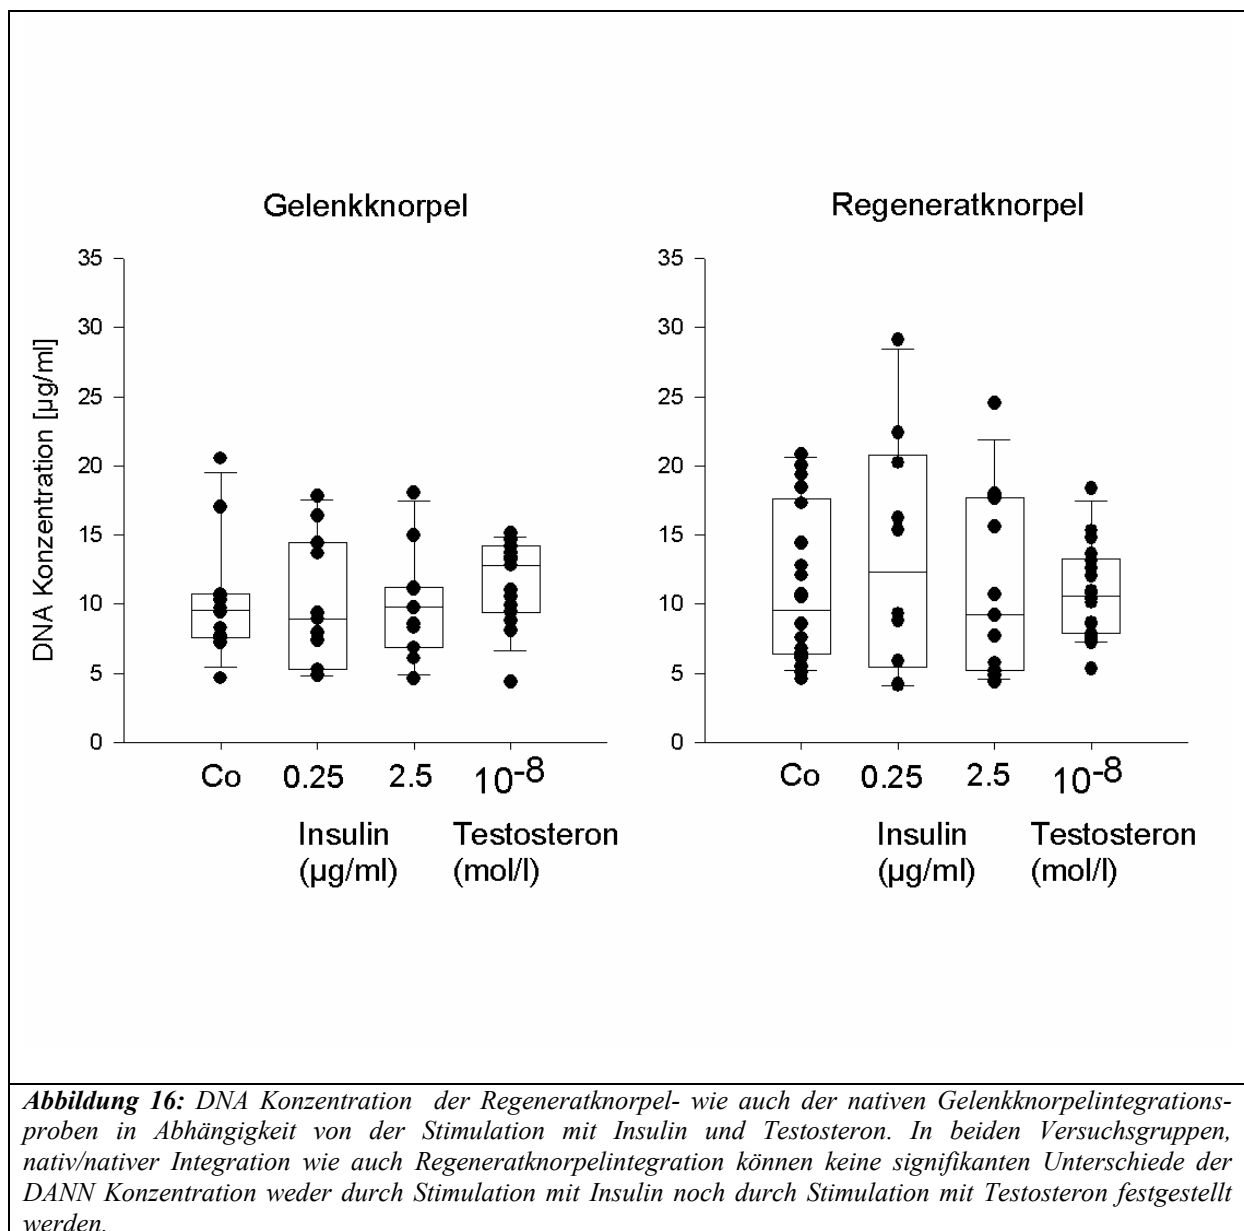 Gelenkknorpel
35
30
25
20
15
10
5
0
DNA Konzentration [µg/ml]
Co 0.25 2.5 10-8
Insulin Testosteron
(µg/ml) (mol/l)
Regeneratknorpel
35
30
25
20
15
10
5
0
Co 0.25 2.5 10-8
Insulin Testosteron
(µg/ml) (mol/l)
Abbildung 16: DNA Konzentration der Regeneratknorpel- wie auch der nativen Gelenkknorpelintegrations-
proben in Abhängigkeit von der Stimulation mit Insulin und Testosteron. In beiden Versuchsgruppen,
nativ/nativer Integration wie auch Regeneratknorpelintegration können keine signifikanten Unterschiede der
DANN Konzentration weder durch Stimulation mit Insulin noch durch Stimulation mit Testosteron festgestellt
werden.